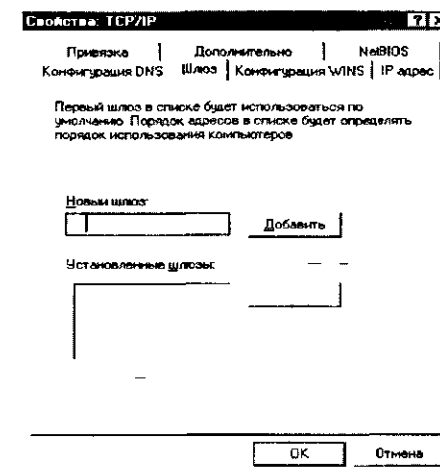 Свойства: TCP/IP
Привязка Дополнительно NetBIOS
Конфигурация DNS Шлюз Конфигурация WINS IP адрес
Первый шлюз в списке будет использоваться по
умолчанию Порядок адресов в списке будет определять
порядок использования компьютеров
Новый шлюз:
Добавить
Установленные шлюзы:
OK Отмена